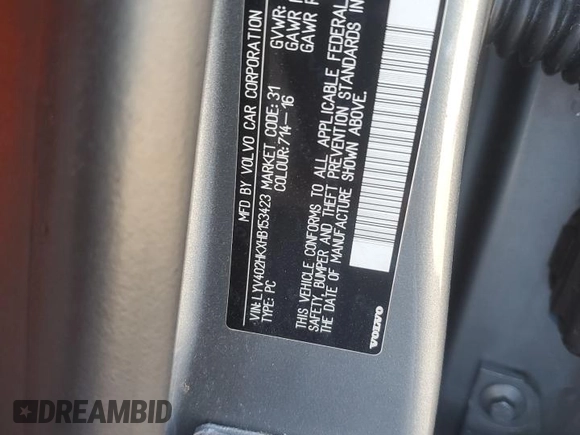 MFD BY VOLVO CAR CORPORATION
GVWR:
GAWR
GAWR
VIN: LYV402HKXHB153423 MARKET CODE: 31
TYPE: PC COLOUR: 714-16
THIS VEHICLE CONFORMS TO ALL APPLICABLE FEDERAL
SAFETY, BUMPER AND THEFT PREVENTION STANDARDS IN
THE DATE OF MANUFACTURE SHOWN ABOVE.
VOLVO
DREAMBID